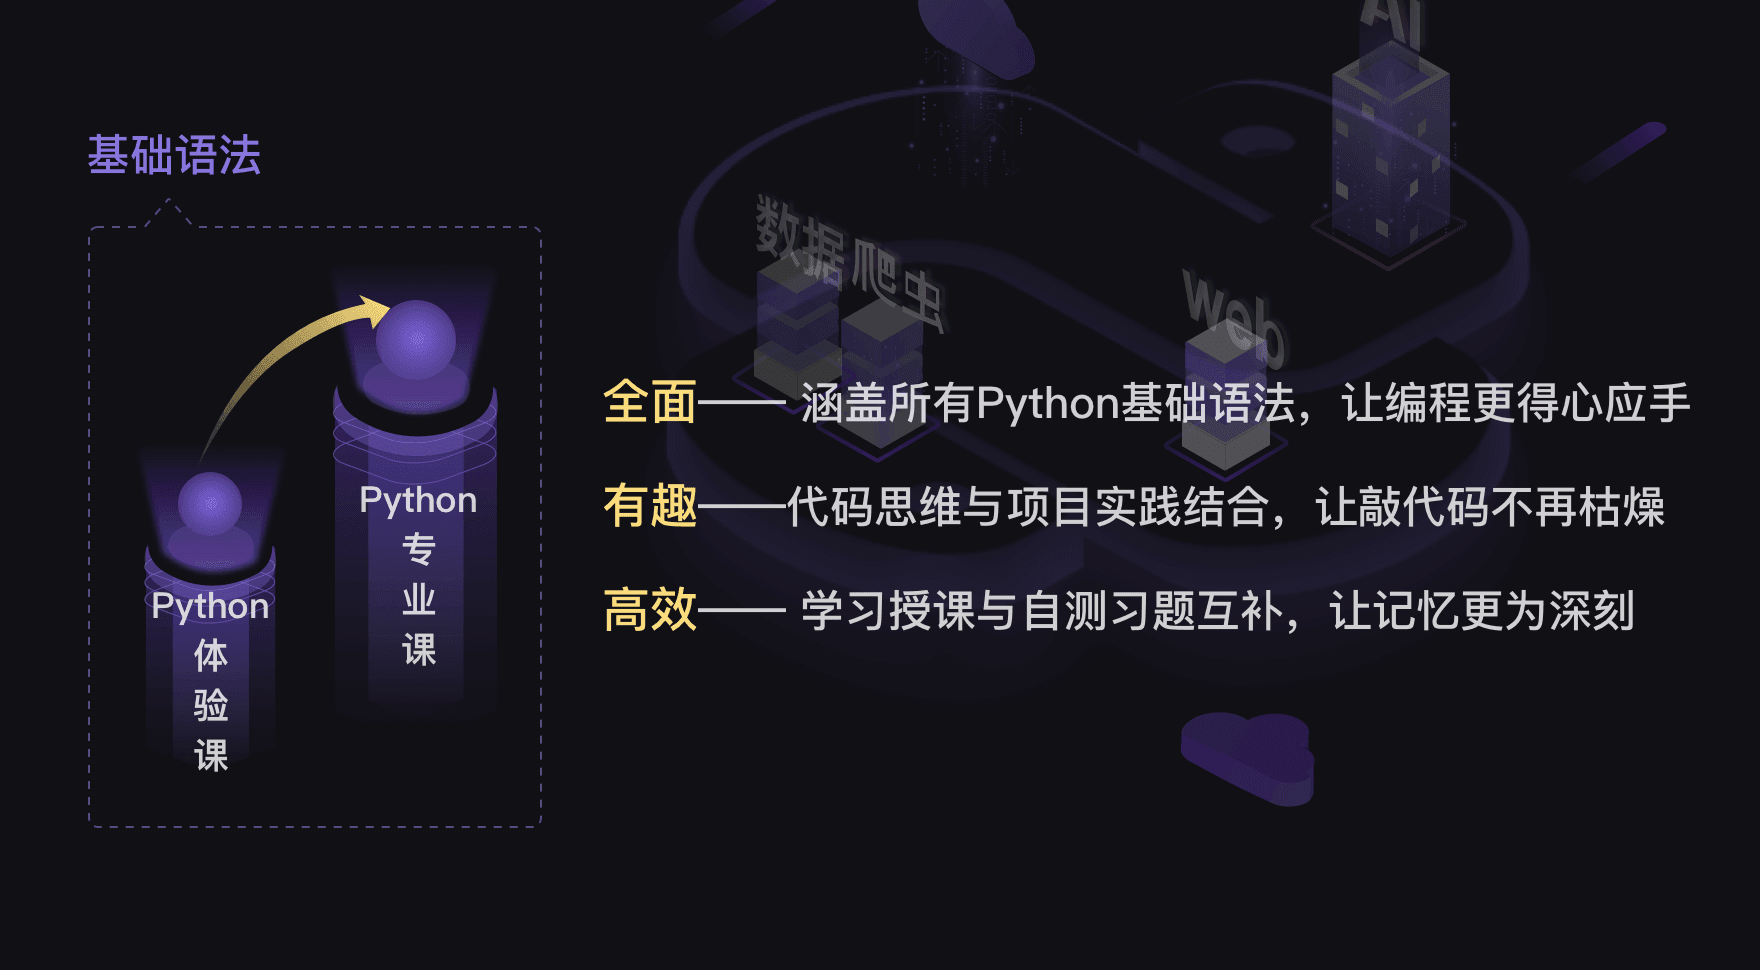 基础语法
AI
数据
爬虫
Web
全面—— 涵盖所有Python基础语法，让编程更得心应手
有趣——代码思维与项目实践结合，让敲代码不再枯燥
高效—— 学习授课与自测习题互补，让记忆更为深刻
Python
专
业
课
Python
体
验
课